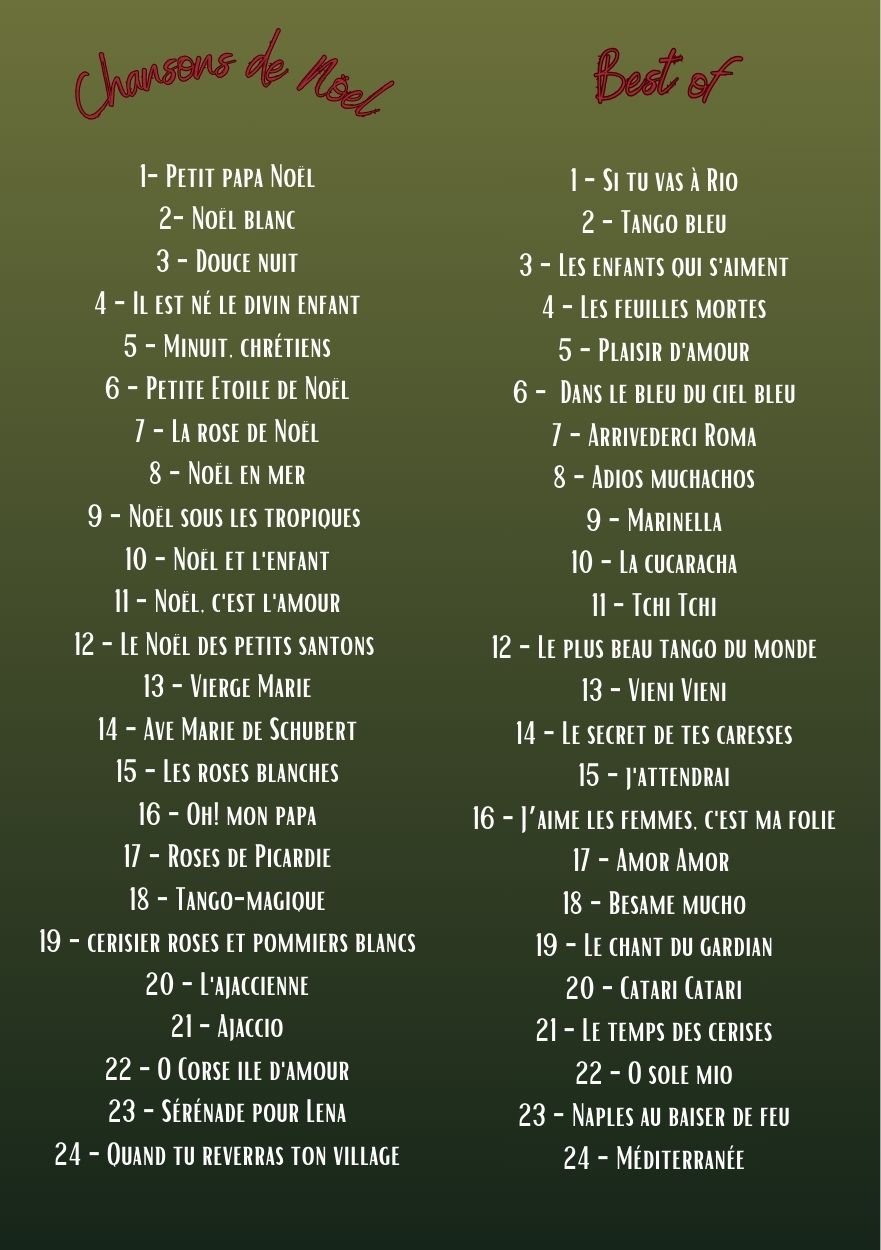 Chansons de Nöel
1- Petit papa Noël
2- Noël blanc
3 - Douce nuit
4 - Il est né le divin enfant
5 - Minuit, chrétiens
6 - Petite Etoile de Noël
7 - La rose de Noël
8 - Noël en mer
9 - Noël sous les tropiques
10 - Noël et l'enfant
11 - Noël, c'est l'amour
12 - Le Noël des petits santons
13 - Vierge Marie
14 - Ave Marie de Schubert
15 - Les roses blanches
16 - Oh! mon papa
17 - Roses de Picardie
18 - Tango-magique
19 - cerisier roses et pommiers blancs
20 - L'ajaccienne
21 - Ajaccio
22 - O Corse ile d'amour
23 - Sérénade pour Lena
24 - Quand tu reverras ton village
Best of
1 - Si tu vas à Rio
2 - Tango bleu
3 - Les enfants qui s'aiment
4 - Les feuilles mortes
5 - Plaisir d'amour
6 - Dans le bleu du ciel bleu
7 - Arrivederci Roma
8 - Adios muchachos
9 - Marinella
10 - La cucaracha
11 - Tchi Tchi
12 - Le plus beau tango du monde
13 - Vieni Vieni
14 - Le secret de tes caresses
15 - j'attendrai
16 - J’aime les femmes, c'est ma folie
17 - Amor Amor
18 - Besame mucho
19 - Le chant du gardian
20 - Catari Catari
21 - Le temps des cerises
22 - O sole mio
23 - Naples au baiser de feu
24 - Méditerranée